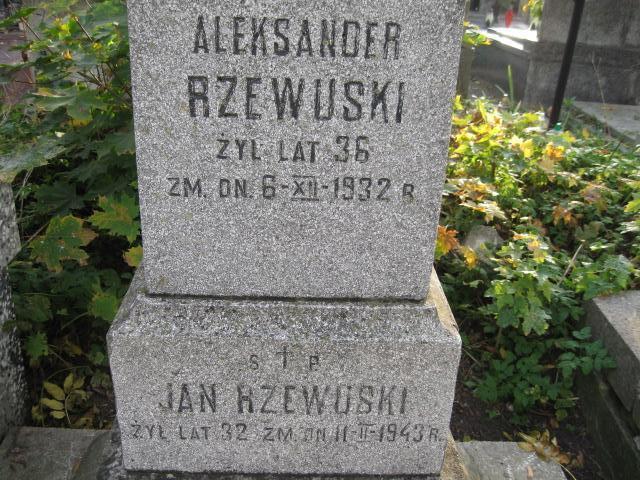 ALEKSANDER
RZEWUSKI
ŻYŁ LAT 36
ZM. DN. 6-XII-1932 R
S † P
JAN RZEWUSKI
ŻYŁ LAT 32 ZM. DN 11-II-1943 R.